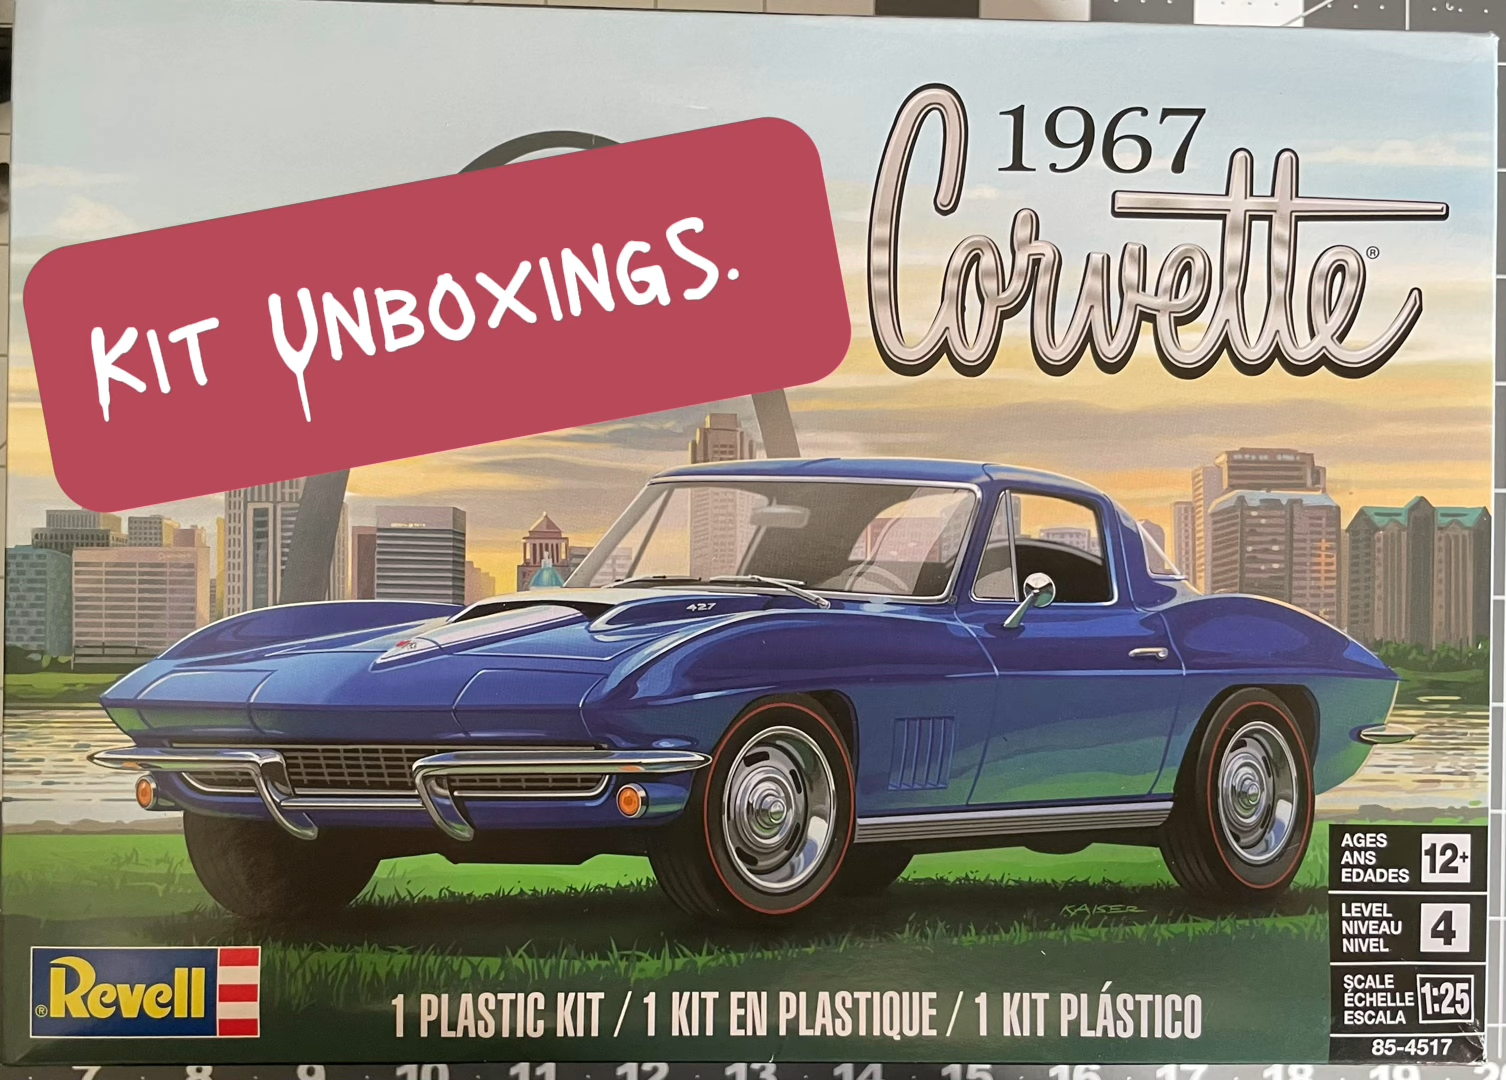 1967
Corvette®
KIT UNBOXINGS.
427
KAISER
AGES
ANS
EDADES
12+
LEVEL
NIVEAU
NIVEL
4
SCALE
ÉCHELLE
ESCALA
1:25
85-4517
®Revell
1 PLASTIC KIT / 1 KIT EN PLASTIQUE / 1 KIT PLÁSTICO
7 8 9 10 11 12 13 14 15 16 17 18 19